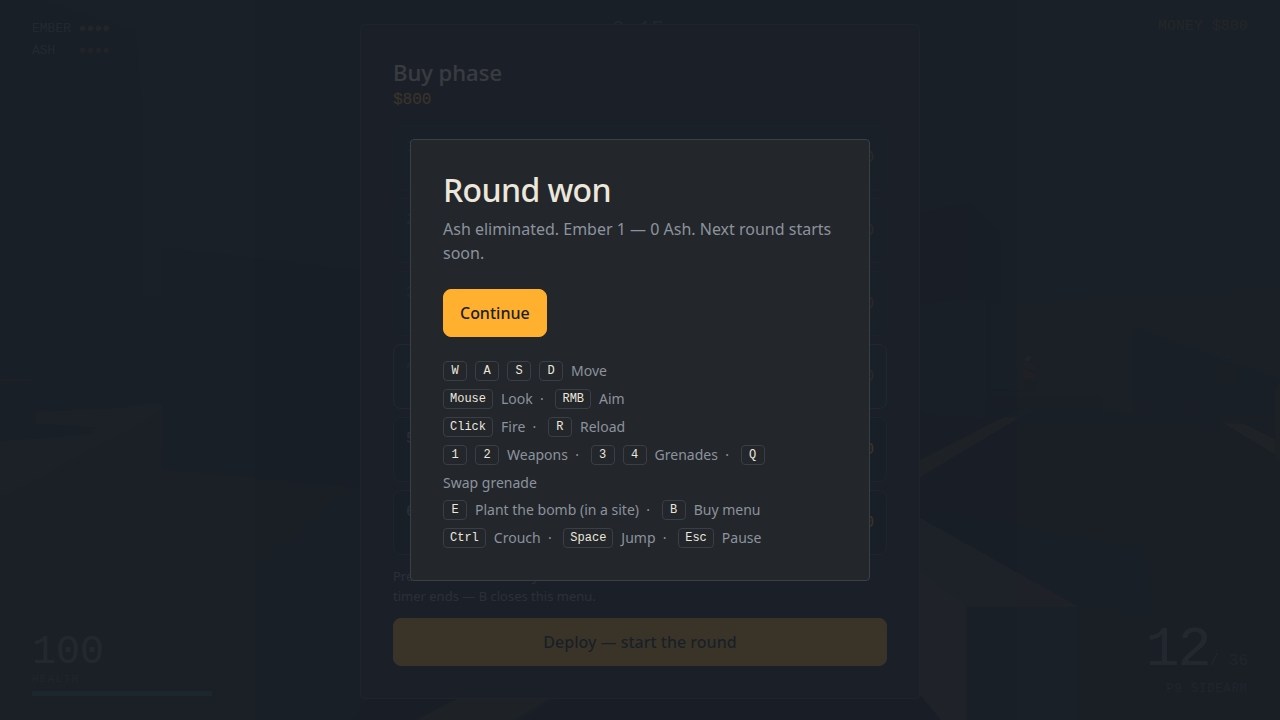 EMBER
MONEY $800
ASH
Buy phase
$800
Round won
Ash eliminated. Ember 1 — 0 Ash. Next round starts
soon.
Continue
W A S D Move
Mouse Look · RMB Aim
Click Fire · R Reload
1 2 Weapons · 3 4 Grenades · Q
Swap grenade
E Plant the bomb (in a site) · B Buy menu
Ctrl Crouch · Space Jump · Esc Pause
timer ends — B closes this menu.
Deploy — start the round
100
HEALTH
12 / 36
SIDEARM